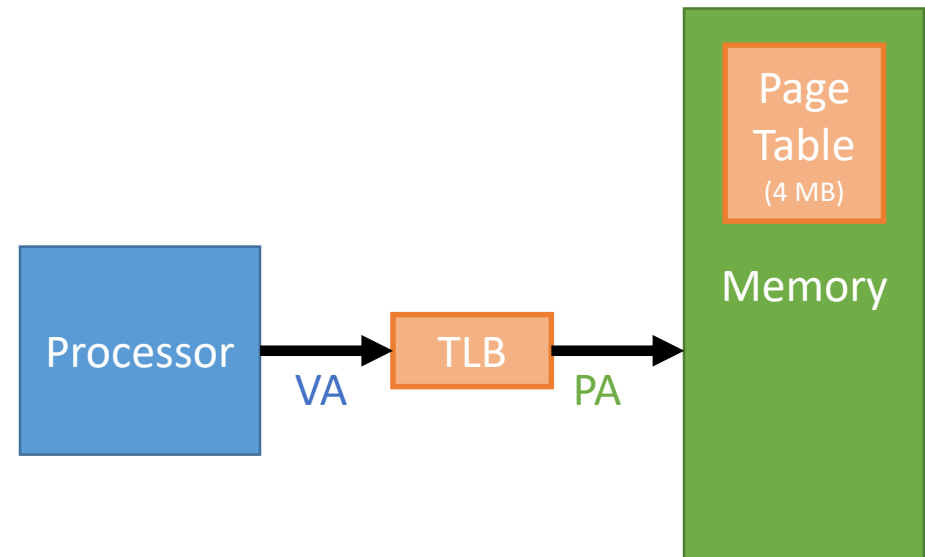 Page
Table
(4 MB)
Memory
Processor
TLB
VA
PA